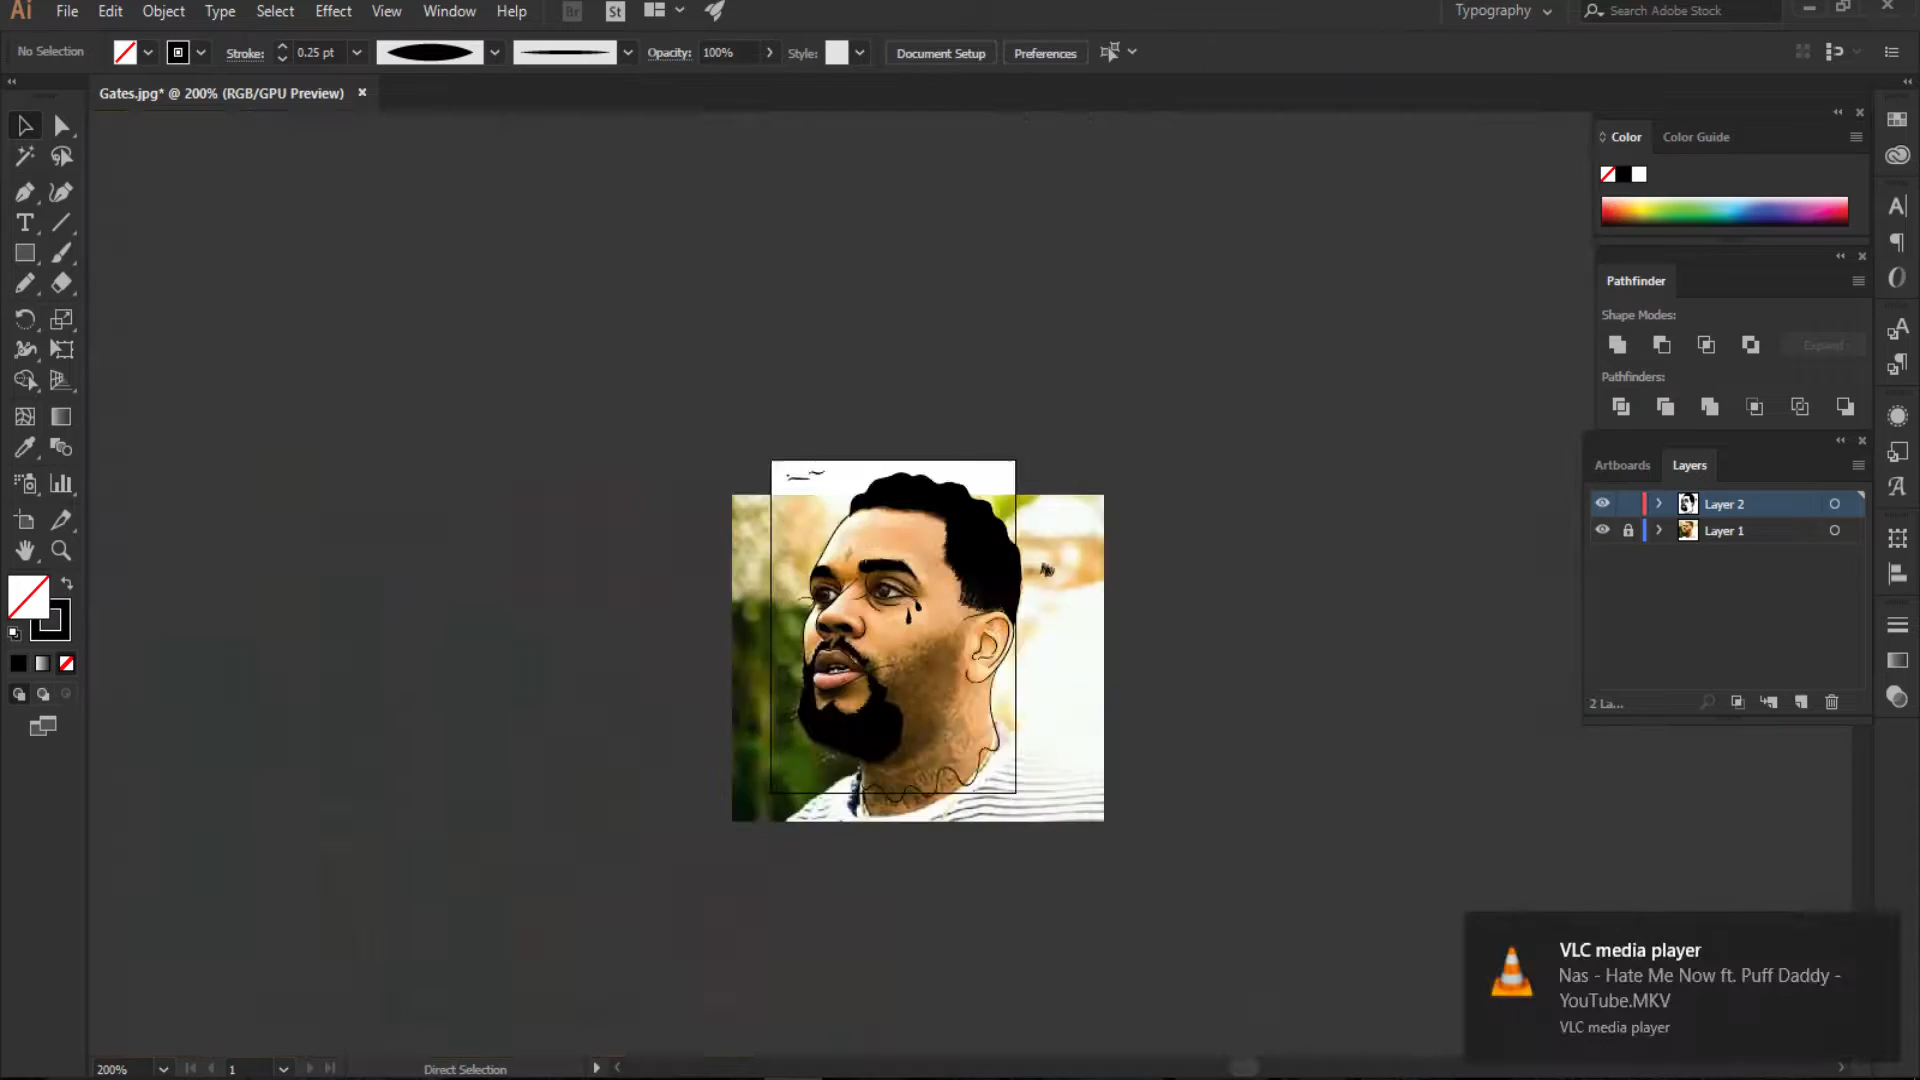 Ai File Edit Object Type Select Effect View Window Help Br St Typography Search Adobe Stock
No Selection Stroke: 0.25 pt Opacity: 100% Style: Document Setup Preferences
Gates.jpg* @ 200% (RGB/GPU Preview)
Color Color Guide
Pathfinder
Shape Modes:
Expand
Pathfinders:
Artboards Layers
Layer 2
Layer 1
2 La...
VLC media player
Nas - Hate Me Now ft. Puff Daddy -
YouTube.MKV
VLC media player
200% 1 Direct Selection